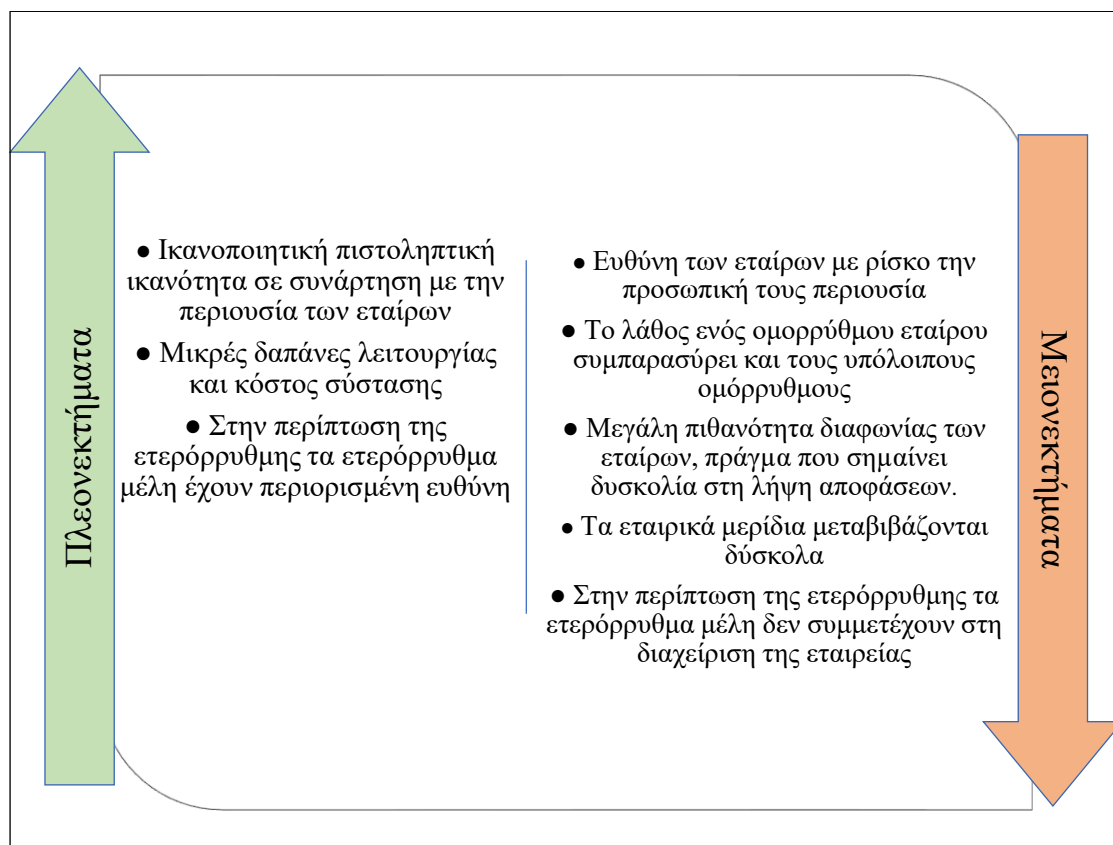 Πλεονεκτήματα
● Ικανοποιητική πιστοληπτική
ικανότητα σε συνάρτηση με την
περιουσία των εταίρων
● Μικρές δαπάνες λειτουργίας
και κόστος σύστασης
● Στην περίπτωση της
ετερόρρυθμης τα ετερόρρυθμα
μέλη έχουν περιορισμένη ευθύνη
● Ευθύνη των εταίρων με ρίσκο την
προσωπική τους περιουσία
● Το λάθος ενός ομορρύθμου εταίρου
συμπαρασύρει και τους υπόλοιπους
ομόρρυθμους
● Μεγάλη πιθανότητα διαφωνίας των
εταίρων, πράγμα που σημαίνει
δυσκολία στη λήψη αποφάσεων.
● Τα εταιρικά μερίδια μεταβιβάζονται
δύσκολα
● Στην περίπτωση της ετερόρρυθμης τα
ετερόρρυθμα μέλη δεν συμμετέχουν στη
διαχείριση της εταιρείας
Μειονεκτήματα